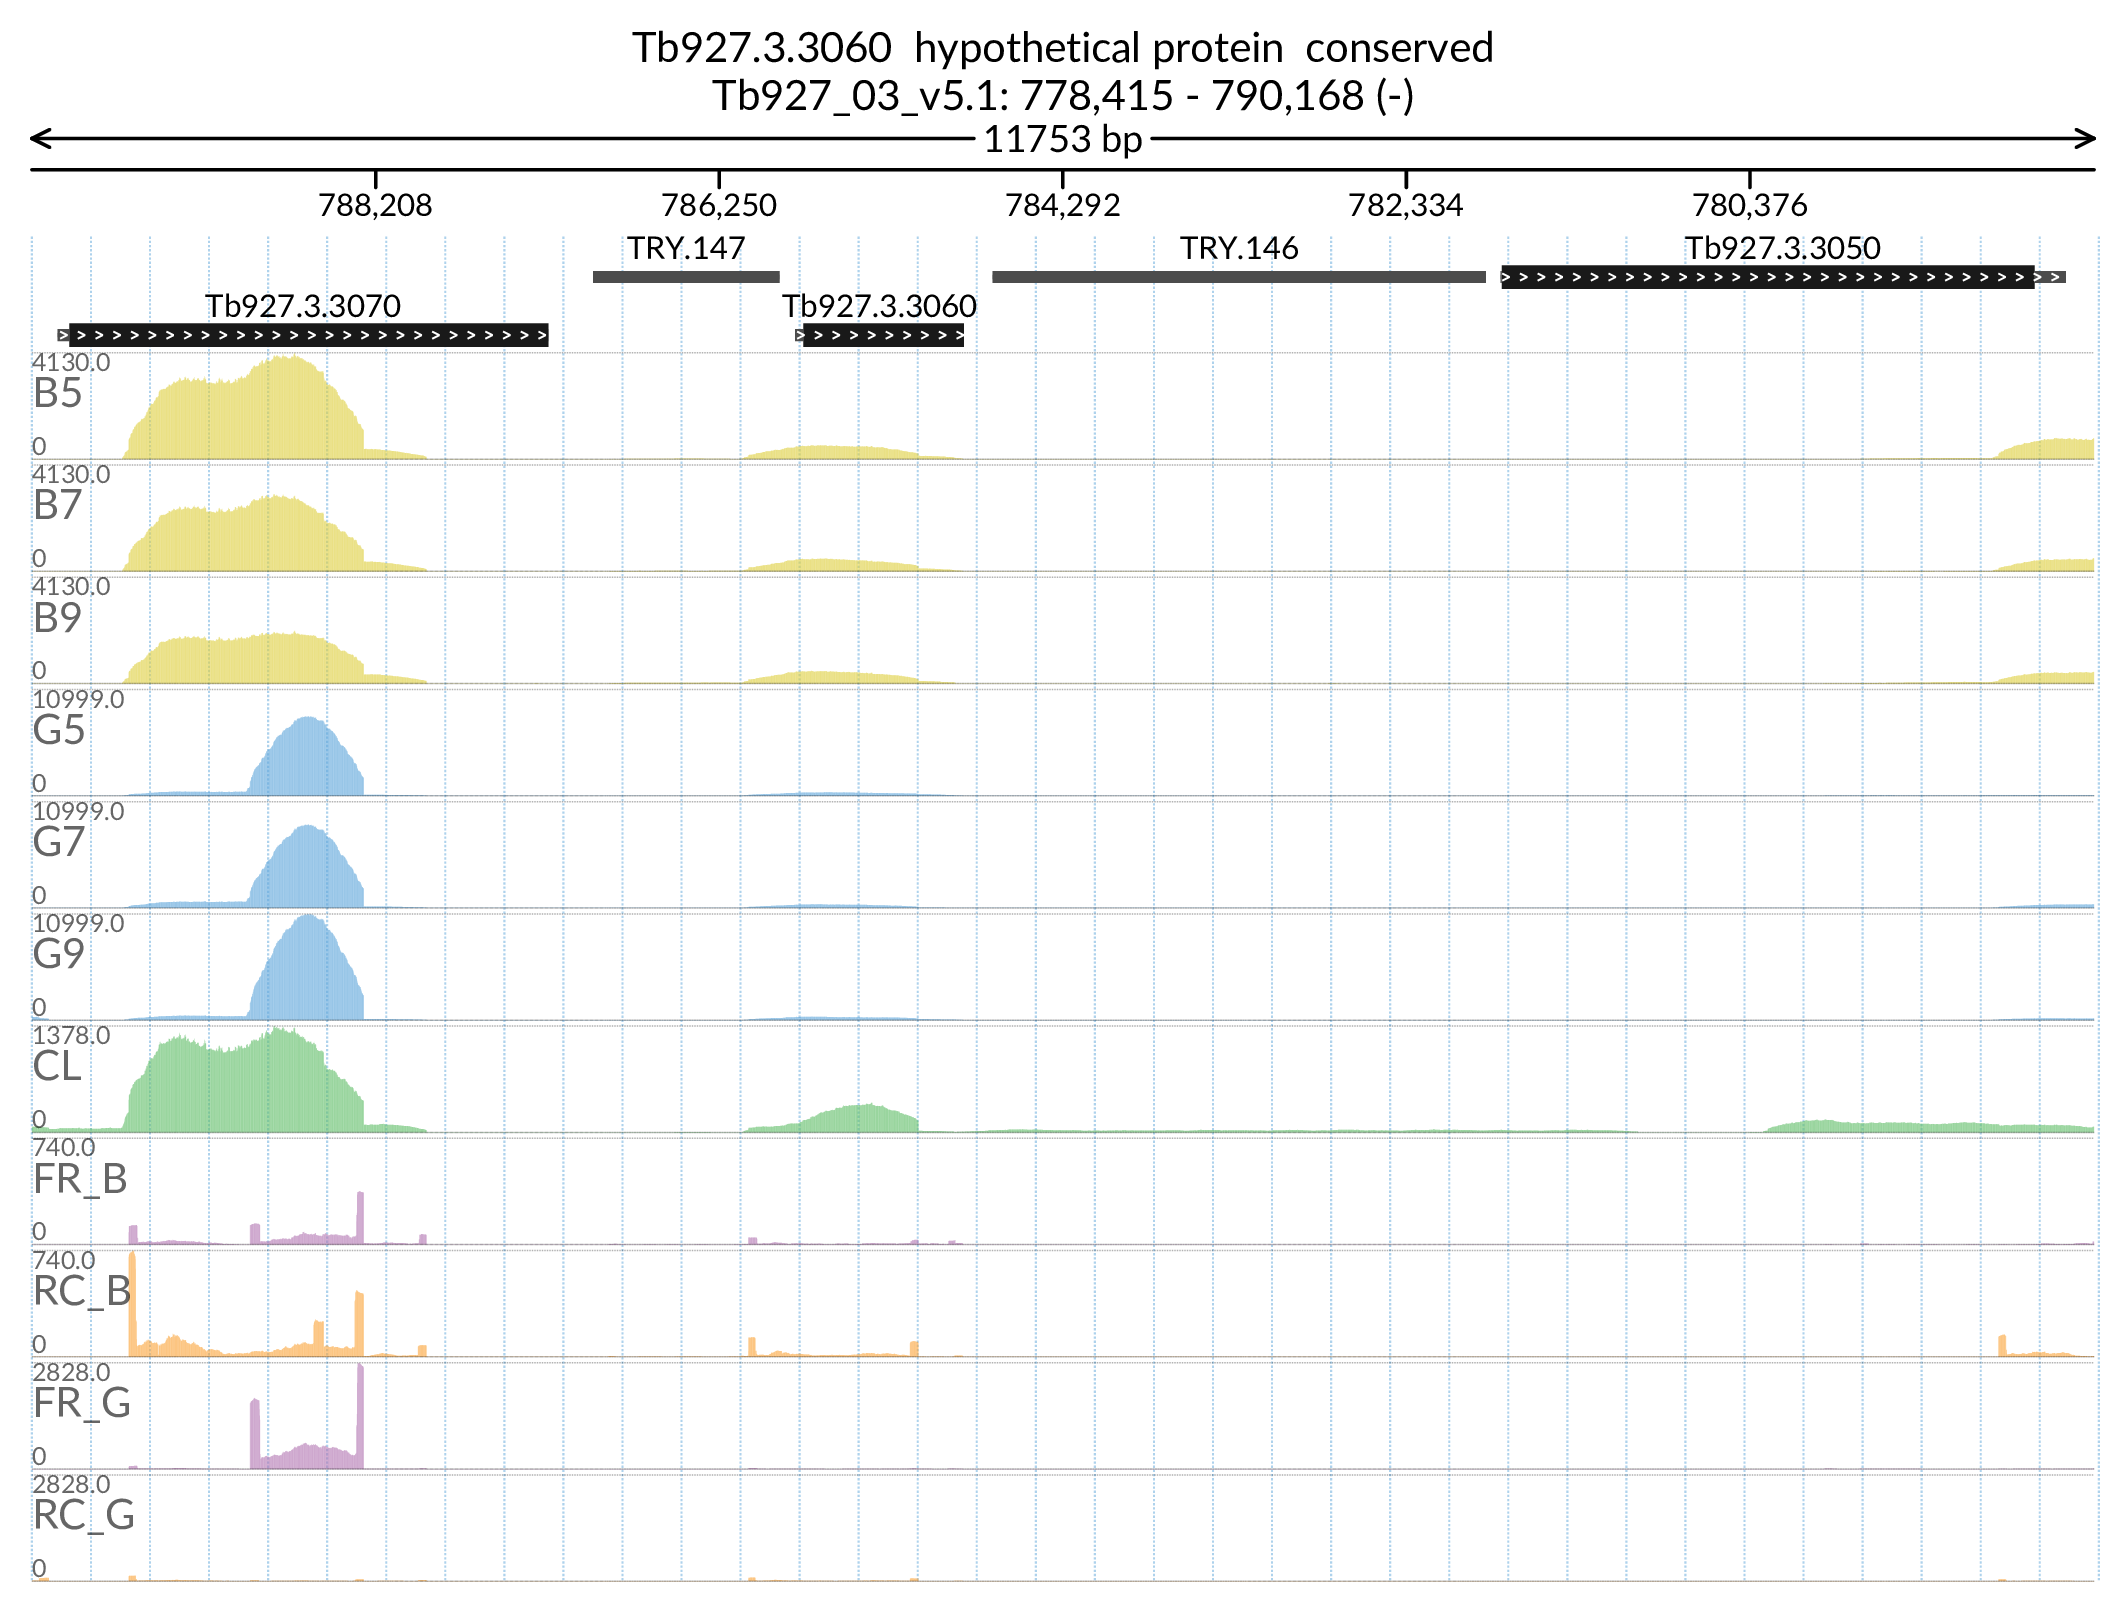 Tb927.3.3060  hypothetical protein  conserved
Tb927_03_v5.1: 778,415 - 790,168 (-)
11753 bp
788,208 786,250 784,292 782,334 780,376
TRY.147 TRY.146 Tb927.3.3050
Tb927.3.3070 Tb927.3.3060
4130.0
B5
0
4130.0
B7
0
4130.0
B9
0
10999.0
G5
0
10999.0
G7
0
10999.0
G9
0
1378.0
CL
0
740.0
FR_B
0
740.0
RC_B
0
2828.0
FR_G
0
2828.0
RC_G
0